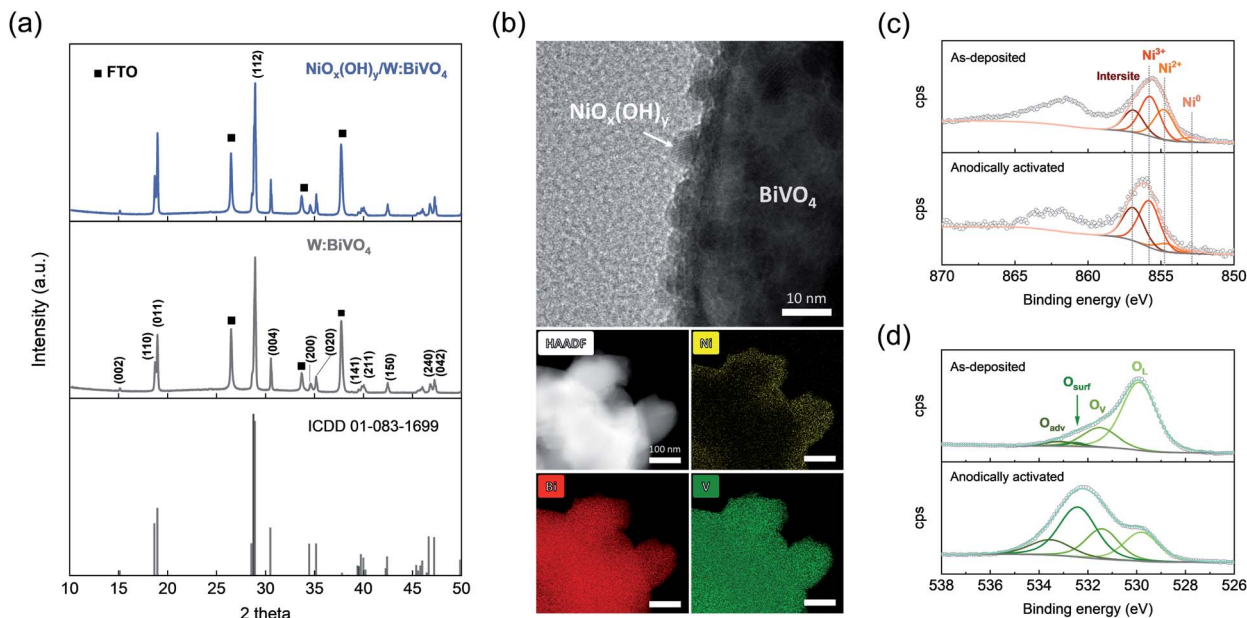 (a)
■ FTO
NiOₓ(OH)ᵧ/W:BiVO₄
(112)
W:BiVO₄
(002)
(110)
(011)
(004)
(200)
(020)
(141)
(211)
(150)
(240)
(042)
ICDD 01-083-1699
Intensity (a.u.)
10 15 20 25 30 35 40 45 50
2 theta
(b)
NiOₓ(OH)ᵧ
BiVO₄
10 nm
HAADF
100 nm
Ni
Bi
V
(c)
As-deposited
Intersite
Ni³⁺
Ni²⁺
Ni⁰
cps
Anodically activated
cps
870 865 860 855 850
Binding energy (eV)
(d)
As-deposited
O_adv
O_surf
O_V
O_L
cps
Anodically activated
cps
538 536 534 532 530 528 526
Binding energy (eV)